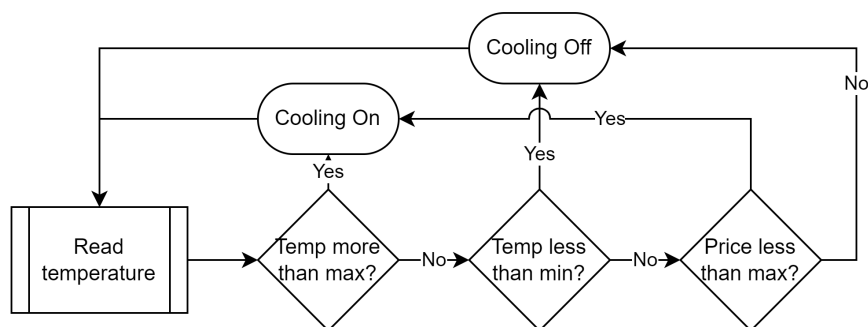 Cooling Off
No
Cooling On
Yes
Yes
Yes
Read
temperature
Temp more
than max?
No
Temp less
than min?
No
Price less
than max?